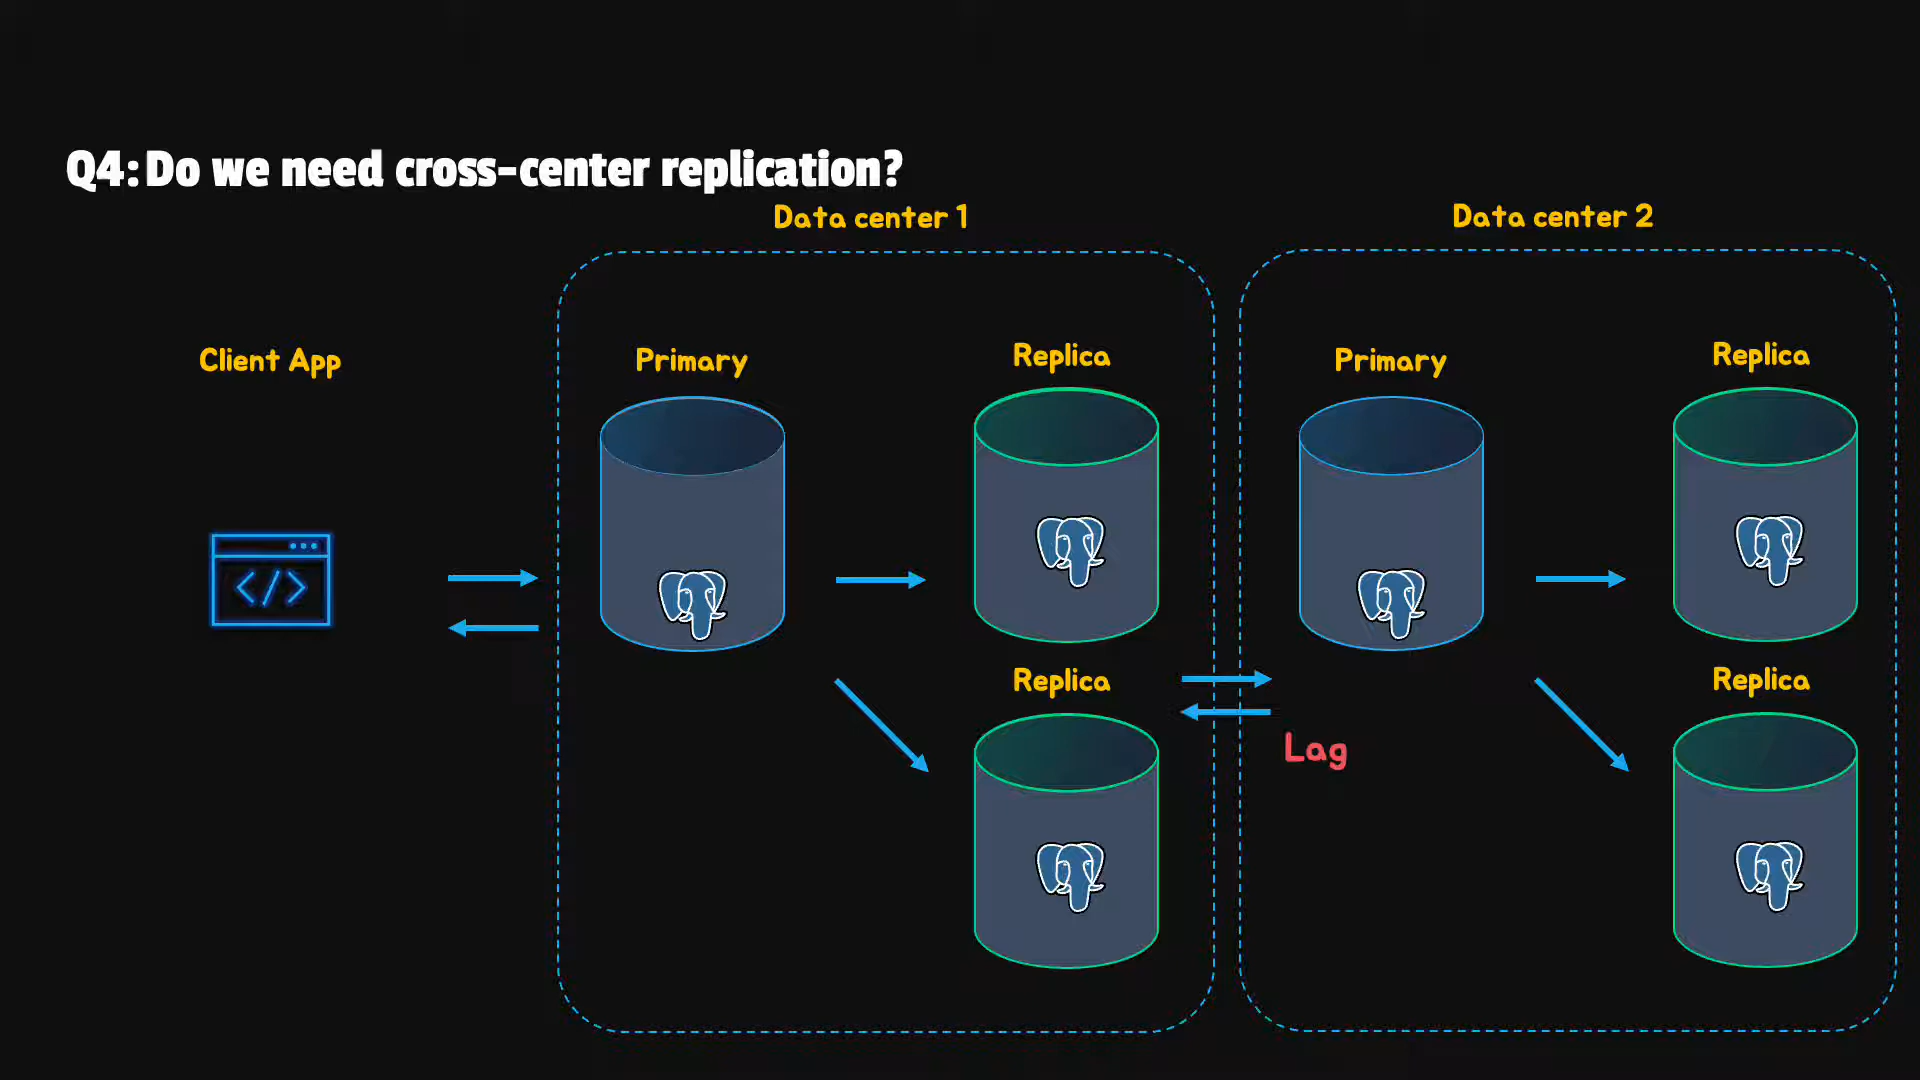 Q4: Do we need cross-center replication?
Data center 1
Data center 2
Client App
Primary
Replica
Primary
Replica
</>
Replica
Replica
Lag